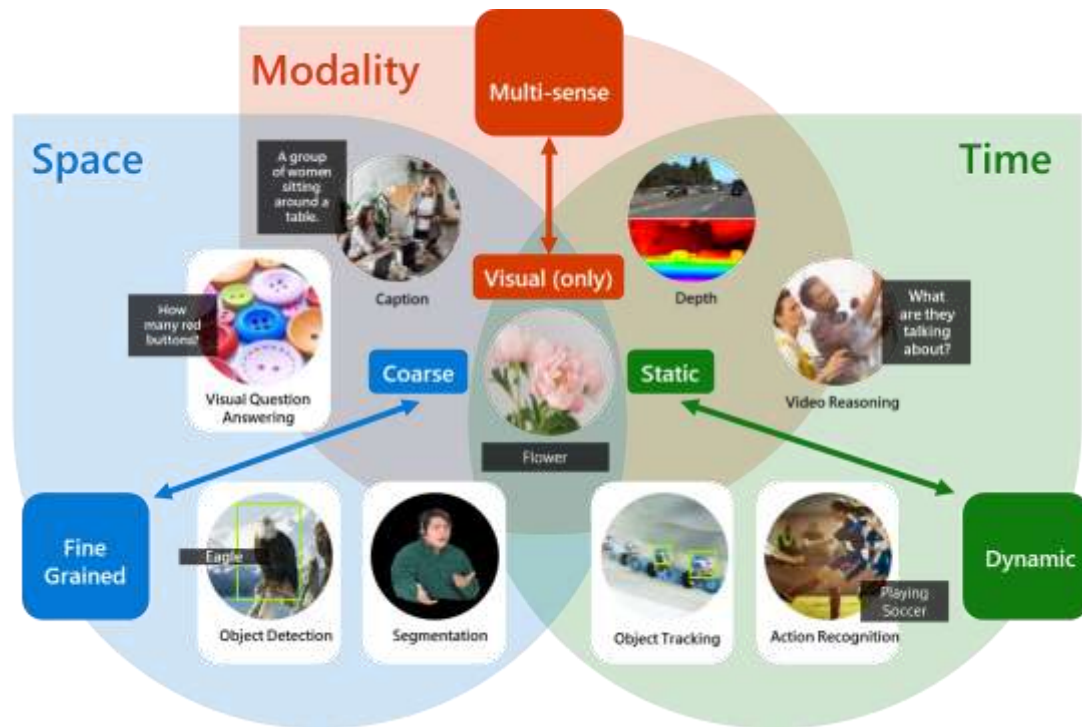 Modality
Multi-sense
Space
Time
A group
of women
sitting
around a
table.
Caption
Visual (only)
Depth
How
many red
buttons?
What
are they
talking
about?
Visual Question
Answering
Coarse
Static
Video Reasoning
Flower
Fine
Grained
Dynamic
Eagle
Playing
Soccer
Object Detection
Segmentation
Object Tracking
Action Recognition